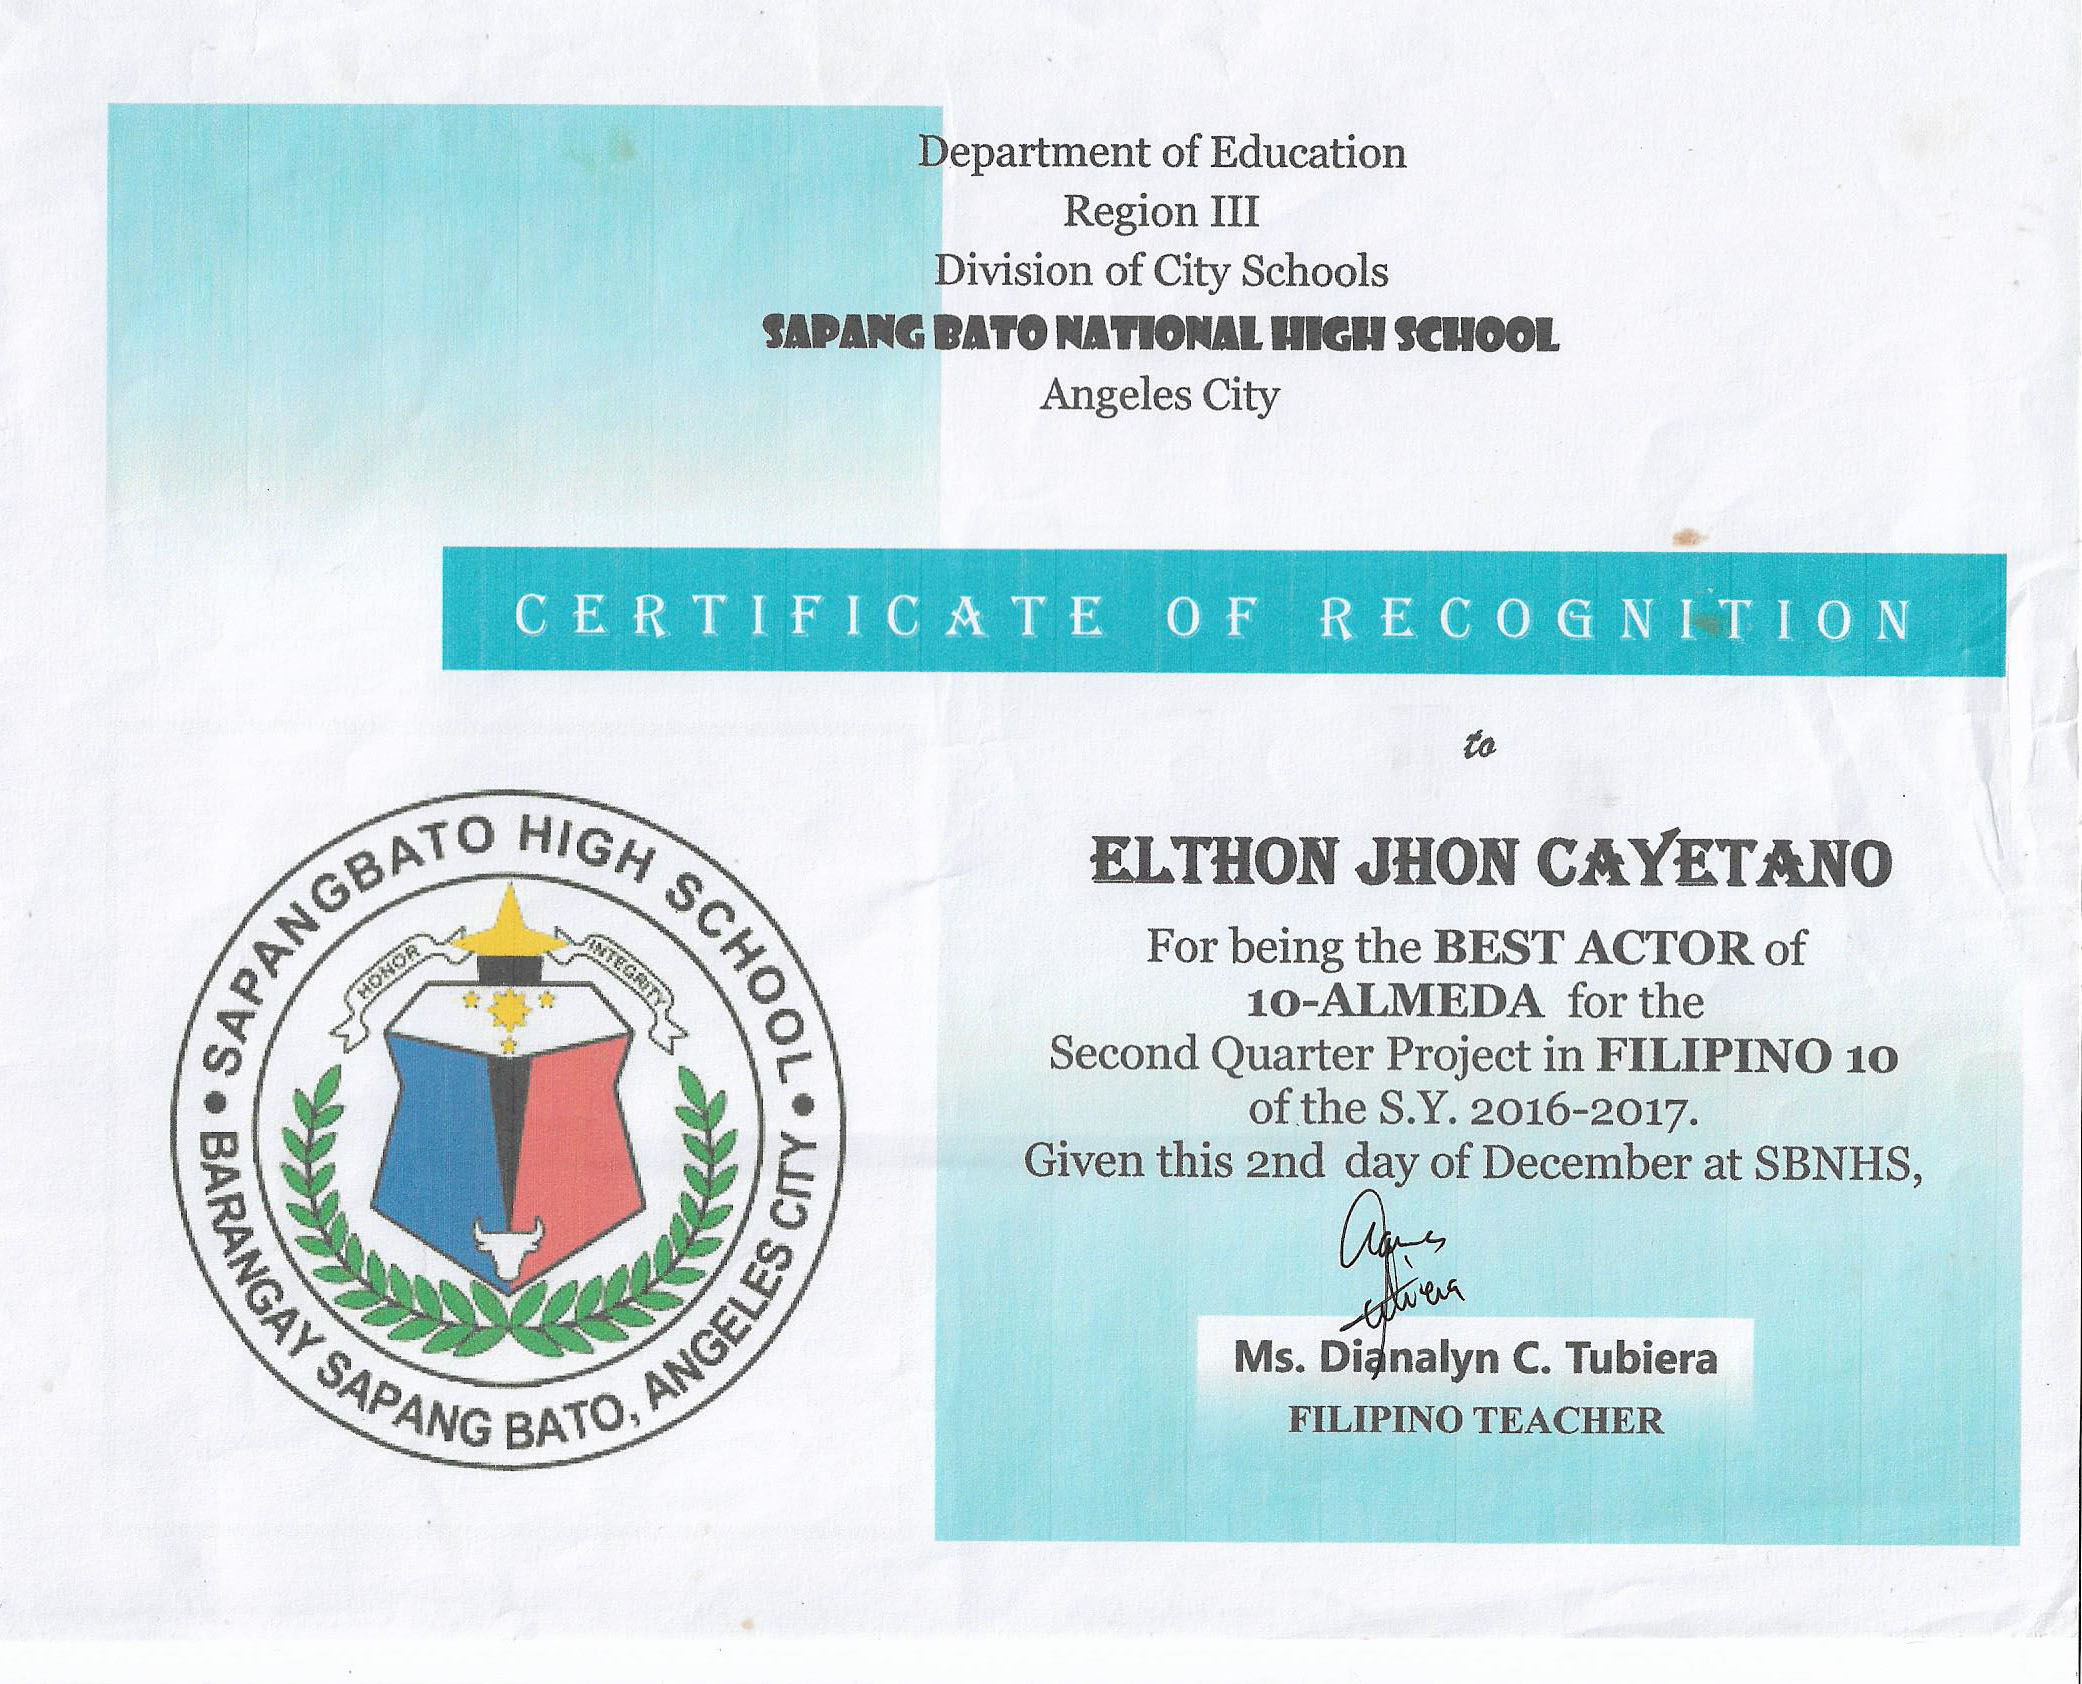 Department of Education
Region III
Division of City Schools
SAPANG BATO NATIONAL HIGH SCHOOL
Angeles City
CERTIFICATE OF RECOGNITION
to
SAPANGBATO HIGH SCHOOL
HONOR
INTEGRITY
BARANGAY SAPANG BATO, ANGELES CITY
ELTHON JHON CAYETANO
For being the BEST ACTOR of
10-ALMEDA for the
Second Quarter Project in FILIPINO 10
of the S.Y. 2016-2017.
Given this 2nd day of December at SBNHS,
Ms. Dianalyn C. Tubiera
FILIPINO TEACHER